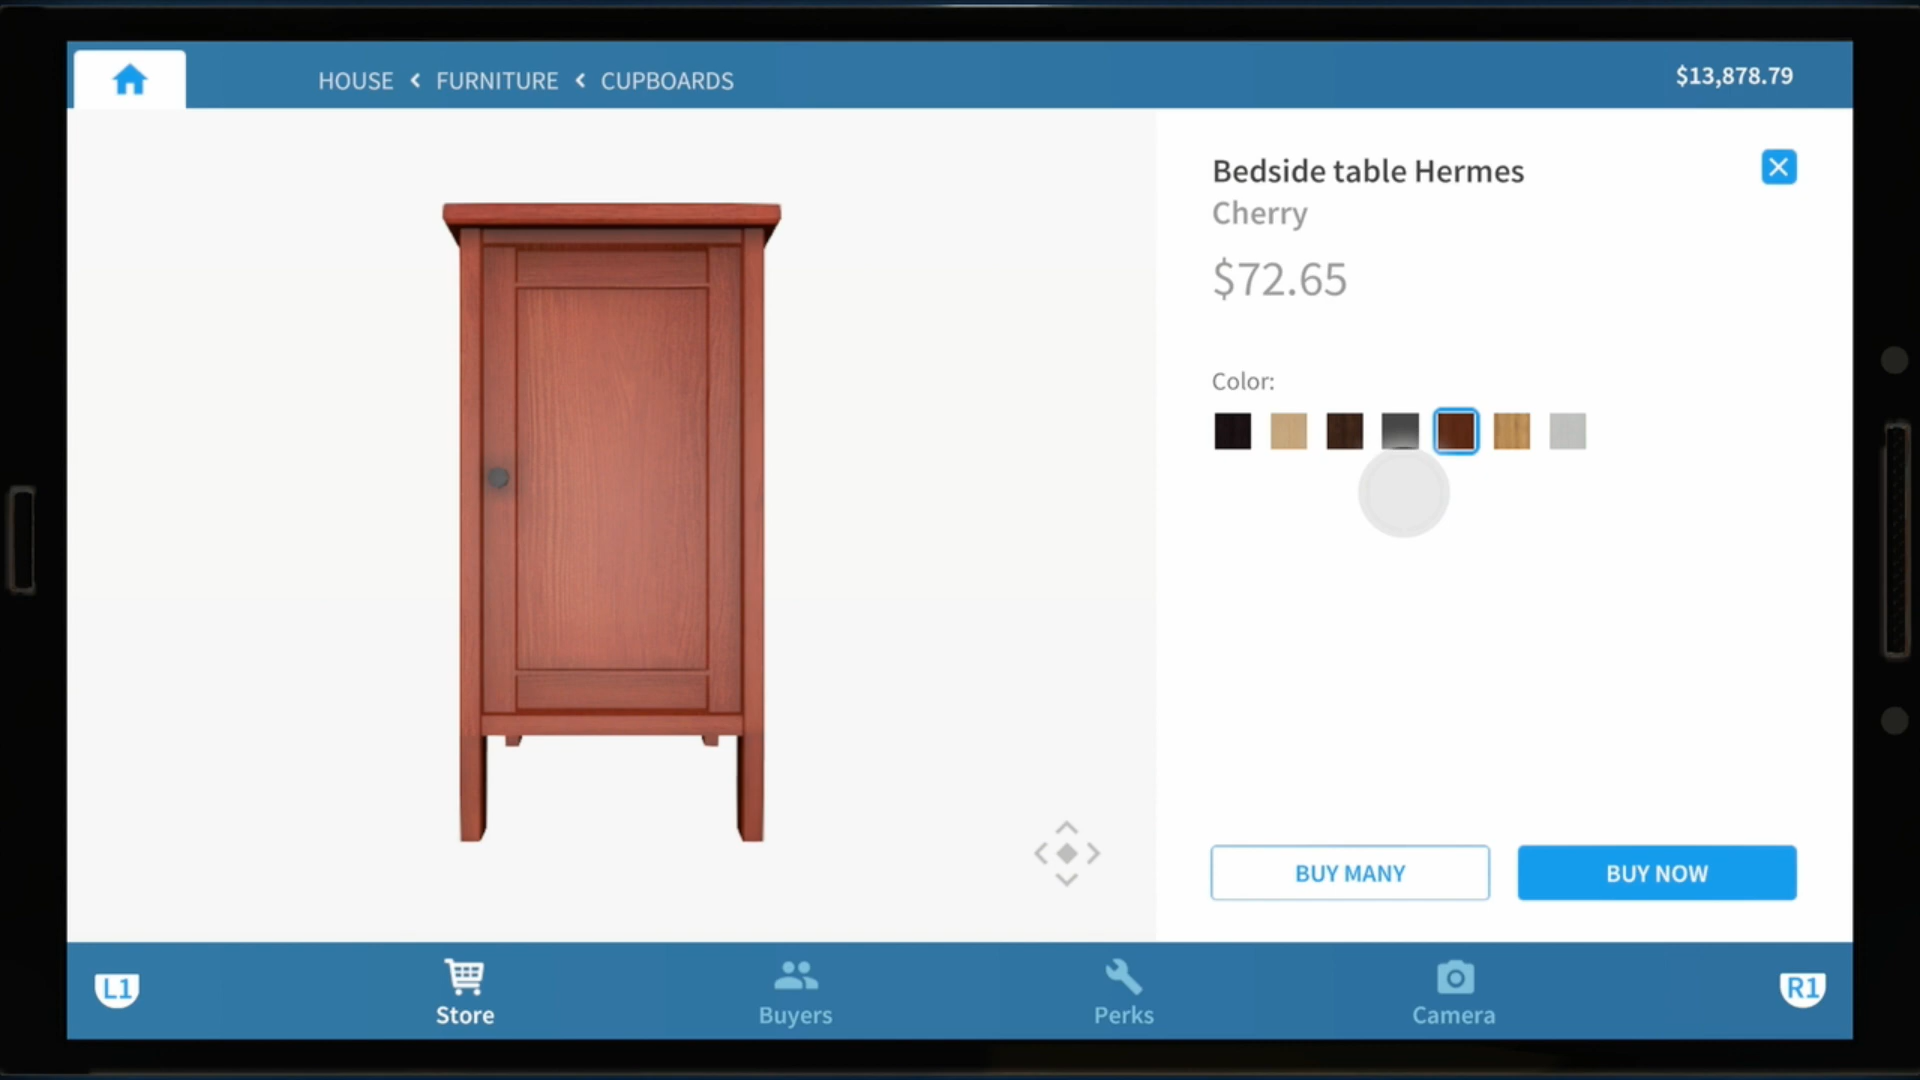 HOUSE < FURNITURE < CUPBOARDS
$13,878.79
Bedside table Hermes
Cherry
$72.65
Color:
BUY MANY
BUY NOW
L1
Store
Buyers
Perks
Camera
R1